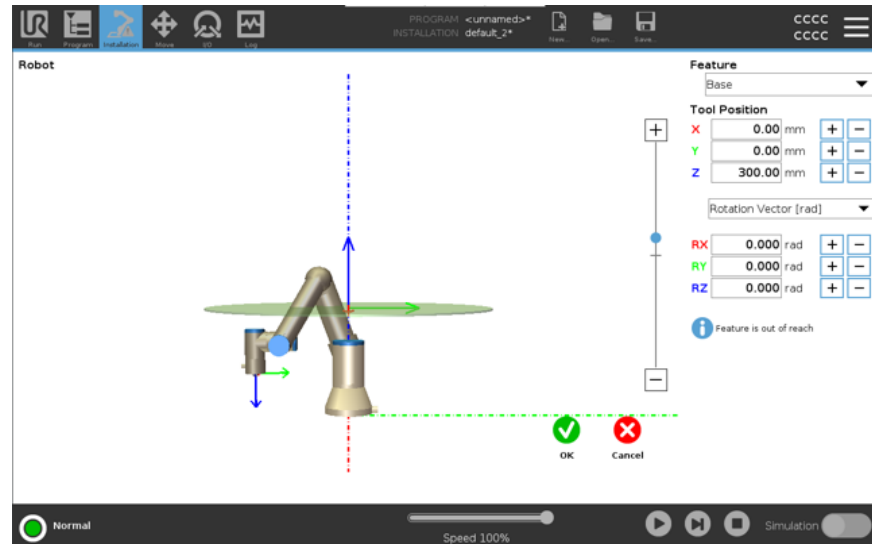 UR
PROGRAM <unnamed>*
INSTALLATION default_2*
CCCC
CCCC
Run Program Installation Move I/O Log New... Open... Save...
Robot
Feature
Base
Tool Position
X 0.00 mm + −
Y 0.00 mm + −
Z 300.00 mm + −
Rotation Vector [rad]
RX 0.000 rad + −
RY 0.000 rad + −
RZ 0.000 rad + −
i Feature is out of reach
+
−
OK Cancel
Normal
Speed 100%
Simulation